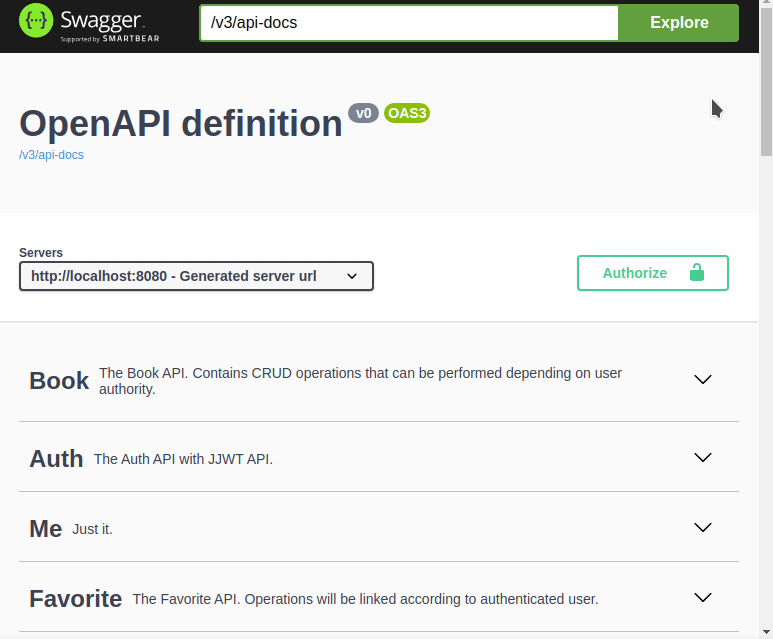 {···} Swagger
Supported by SMARTBEAR
/v3/api-docs
Explore
OpenAPI definition v0 OAS3
/v3/api-docs
Servers
http://localhost:8080 - Generated server url
Authorize
Book The Book API. Contains CRUD operations that can be performed depending on user
authority.
Auth The Auth API with JJWT API.
Me Just it.
Favorite The Favorite API. Operations will be linked according to authenticated user.